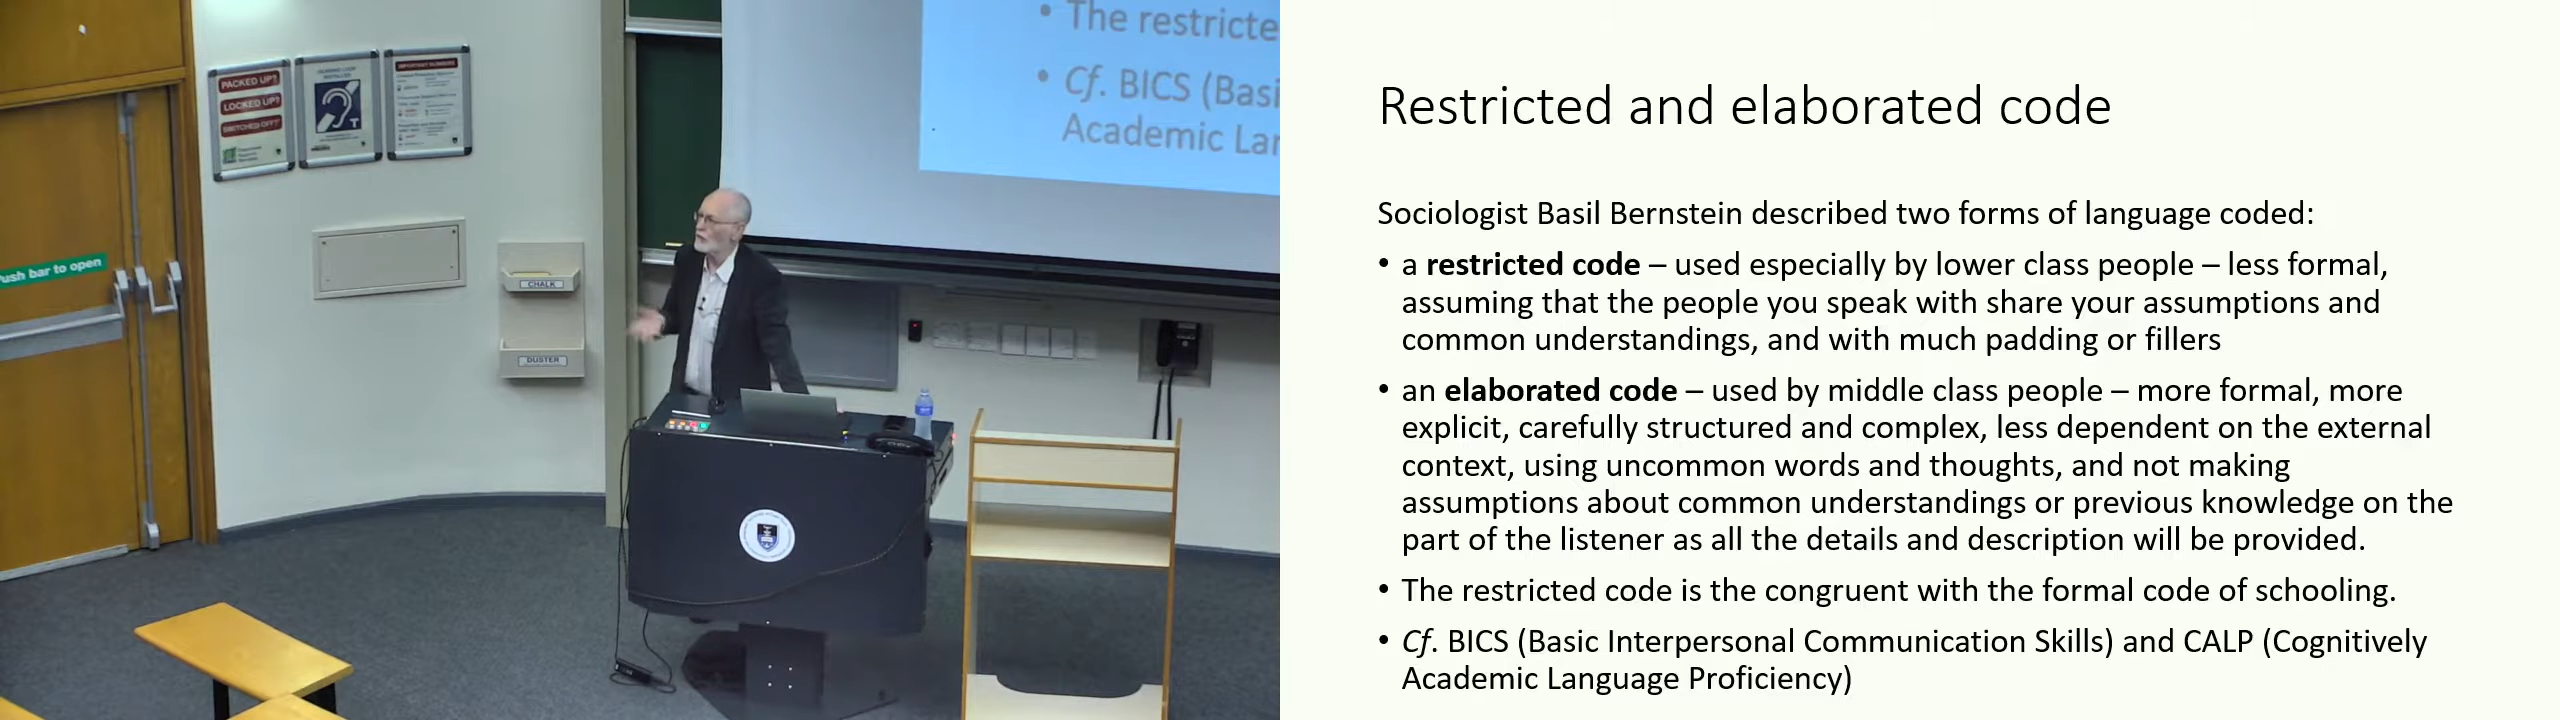 PACKED UP?
LOCKED UP?
SWITCHED OFF?
T
Push bar to open
CHALK
DUSTER
• The restricte
• Cf. BICS (Basi
Academic Lan
Restricted and elaborated code
Sociologist Basil Bernstein described two forms of language coded:
• a restricted code – used especially by lower class people – less formal,
assuming that the people you speak with share your assumptions and
common understandings, and with much padding or fillers
• an elaborated code – used by middle class people – more formal, more
explicit, carefully structured and complex, less dependent on the external
context, using uncommon words and thoughts, and not making
assumptions about common understandings or previous knowledge on the
part of the listener as all the details and description will be provided.
• The restricted code is the congruent with the formal code of schooling.
• Cf. BICS (Basic Interpersonal Communication Skills) and CALP (Cognitively
Academic Language Proficiency)